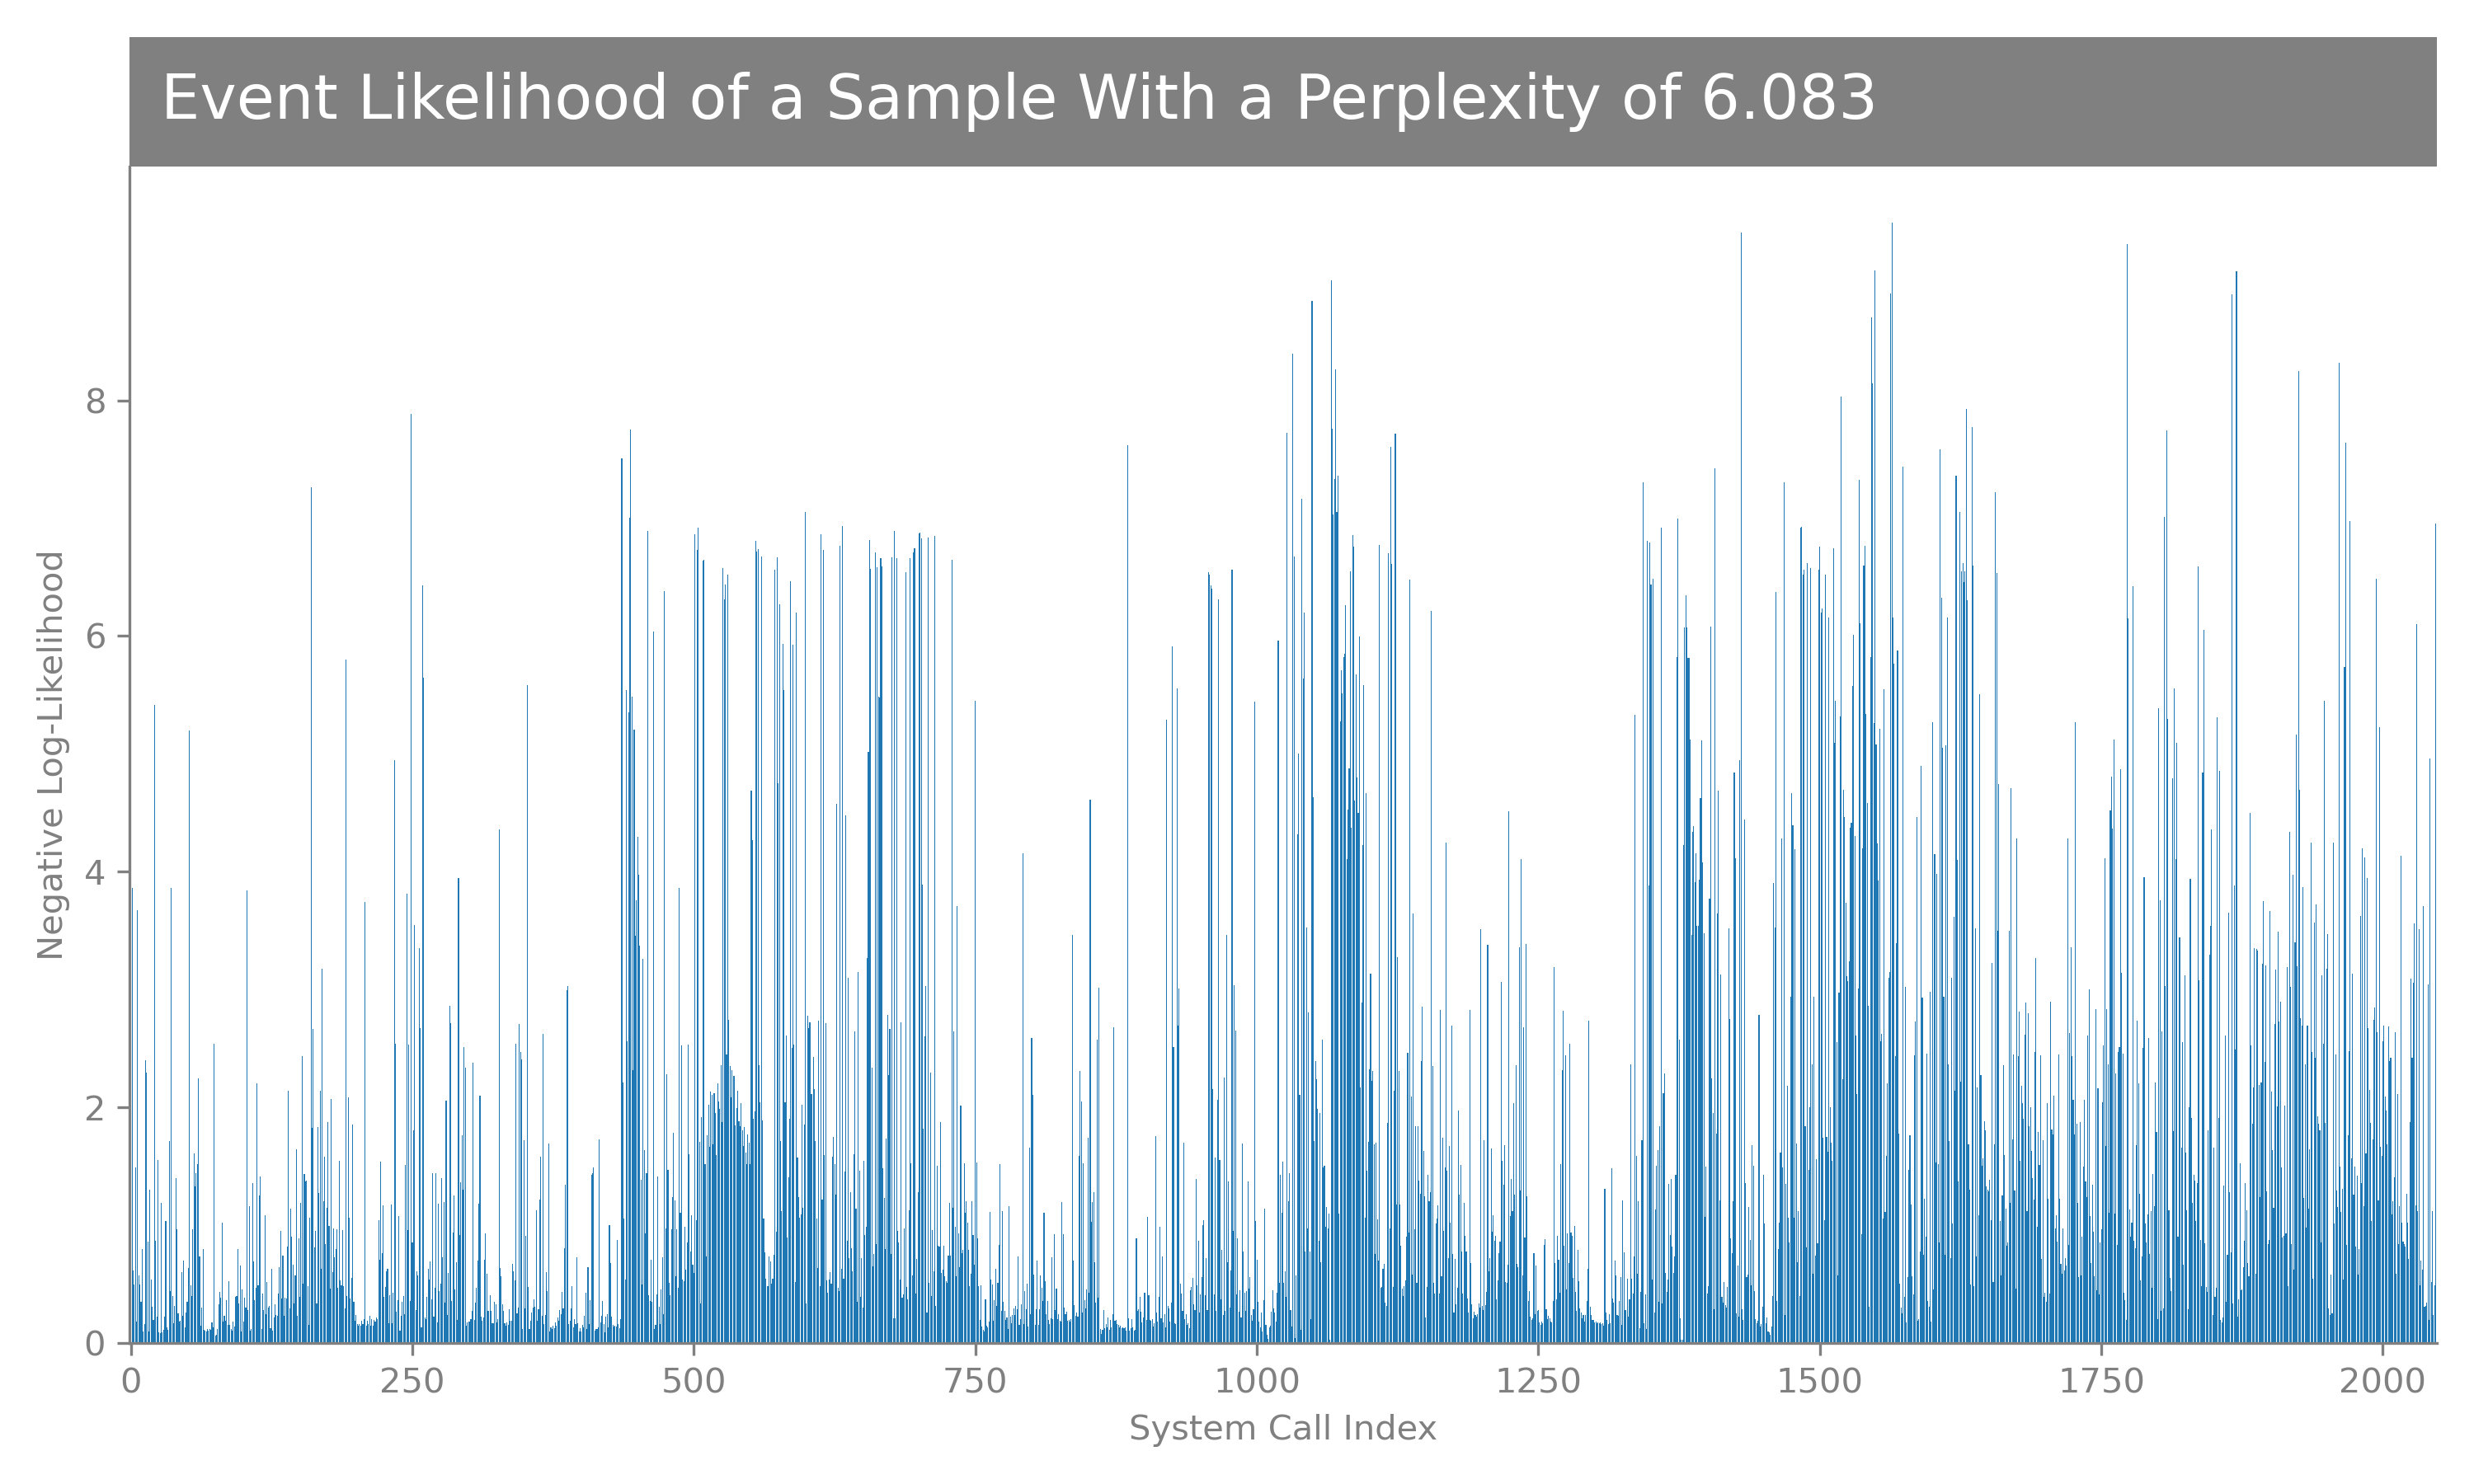 Event Likelihood of a Sample With a Perplexity of 6.083
Negative Log-Likelihood
8
6
4
2
0
0 250 500 750 1000 1250 1500 1750 2000
System Call Index